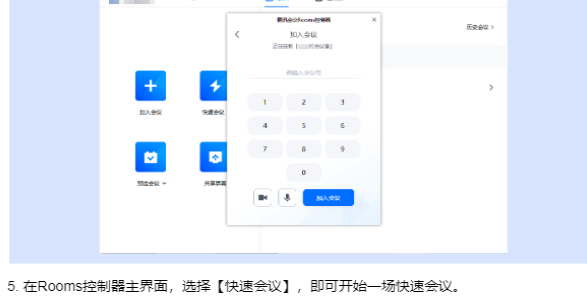 腾讯会议Rooms控制器
历史会议 >
加入会议
请输入会议号
1 2 3
4 5 6
7 8 9
0
加入会议
加入会议
快速会议
预定会议
共享屏幕
5. 在Rooms控制器主界面，选择【快速会议】，即可开始一场快速会议。